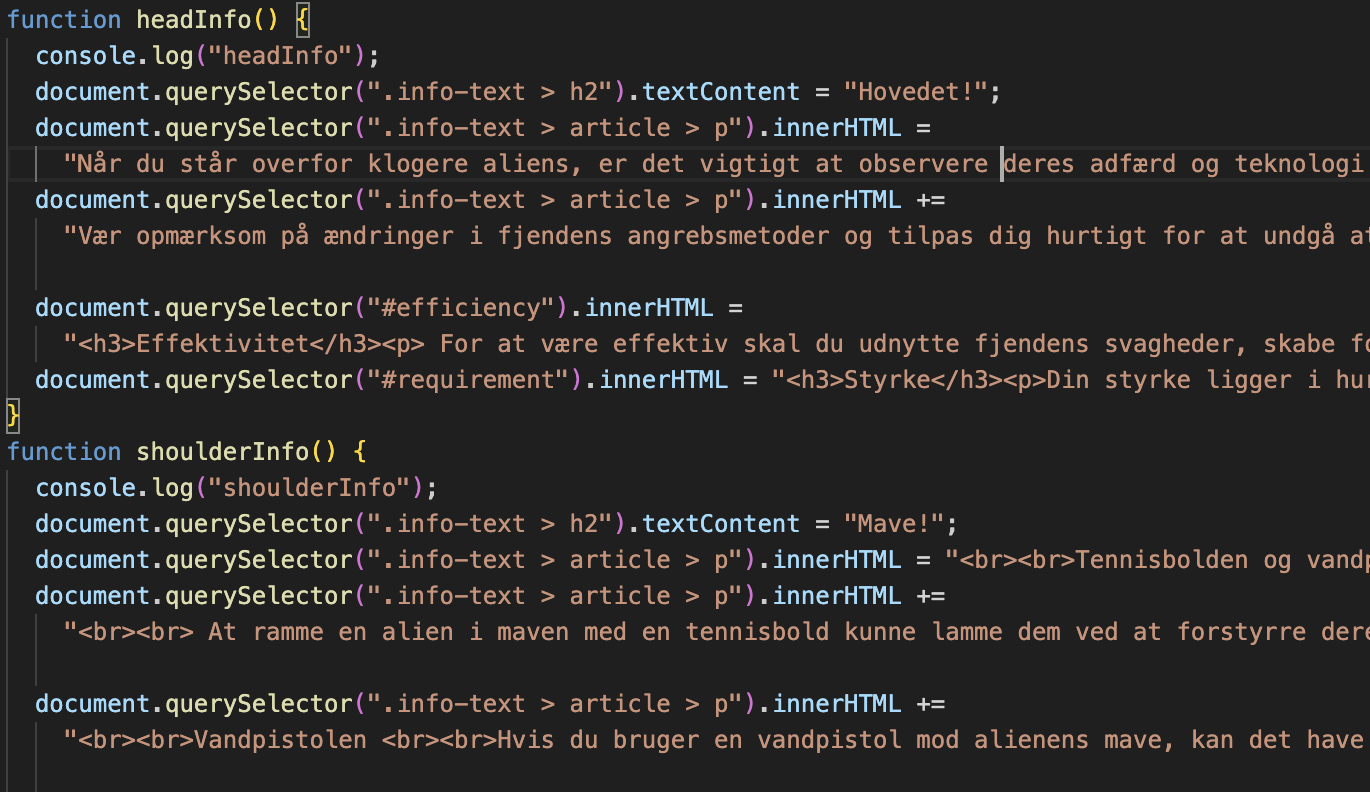 function headInfo() {
console.log("headInfo");
document.querySelector(".info-text > h2").textContent = "Hovedet!";
document.querySelector(".info-text > article > p").innerHTML =
"Når du står overfor klogere aliens, er det vigtigt at observere deres adfærd og teknologi
document.querySelector(".info-text > article > p").innerHTML +=
"Vær opmærksom på ændringer i fjendens angrebsmetoder og tilpas dig hurtigt for at undgå
document.querySelector("#efficiency").innerHTML =
"<h3>Effektivitet</h3><p> For at være effektiv skal du udnytte fjendens svagheder, skabe
document.querySelector("#requirement").innerHTML = "<h3>Styrke</h3><p>Din styrke ligger i
}
function shoulderInfo() {
console.log("shoulderInfo");
document.querySelector(".info-text > h2").textContent = "Mave!";
document.querySelector(".info-text > article > p").innerHTML = "<br><br>Tennisbolden og
document.querySelector(".info-text > article > p").innerHTML +=
"<br><br> At ramme en alien i maven med en tennisbold kunne lamme dem ved at forstyrre
document.querySelector(".info-text > article > p").innerHTML +=
"<br><br>Vandpistolen <br><br>Hvis du bruger en vandpistol mod alienens mave, kan det have